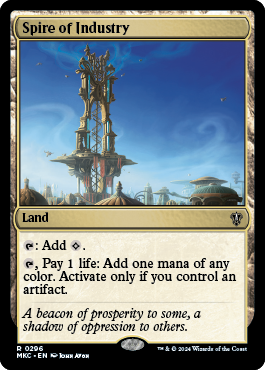 Spire of Industry
Land
: Add .
, Pay 1 life: Add one mana of any
color. Activate only if you control an
artifact.
A beacon of prosperity to some, a
shadow of oppression to others.
R 0296
MKC • EN John Avon
™ & © 2024 Wizards of the Coast